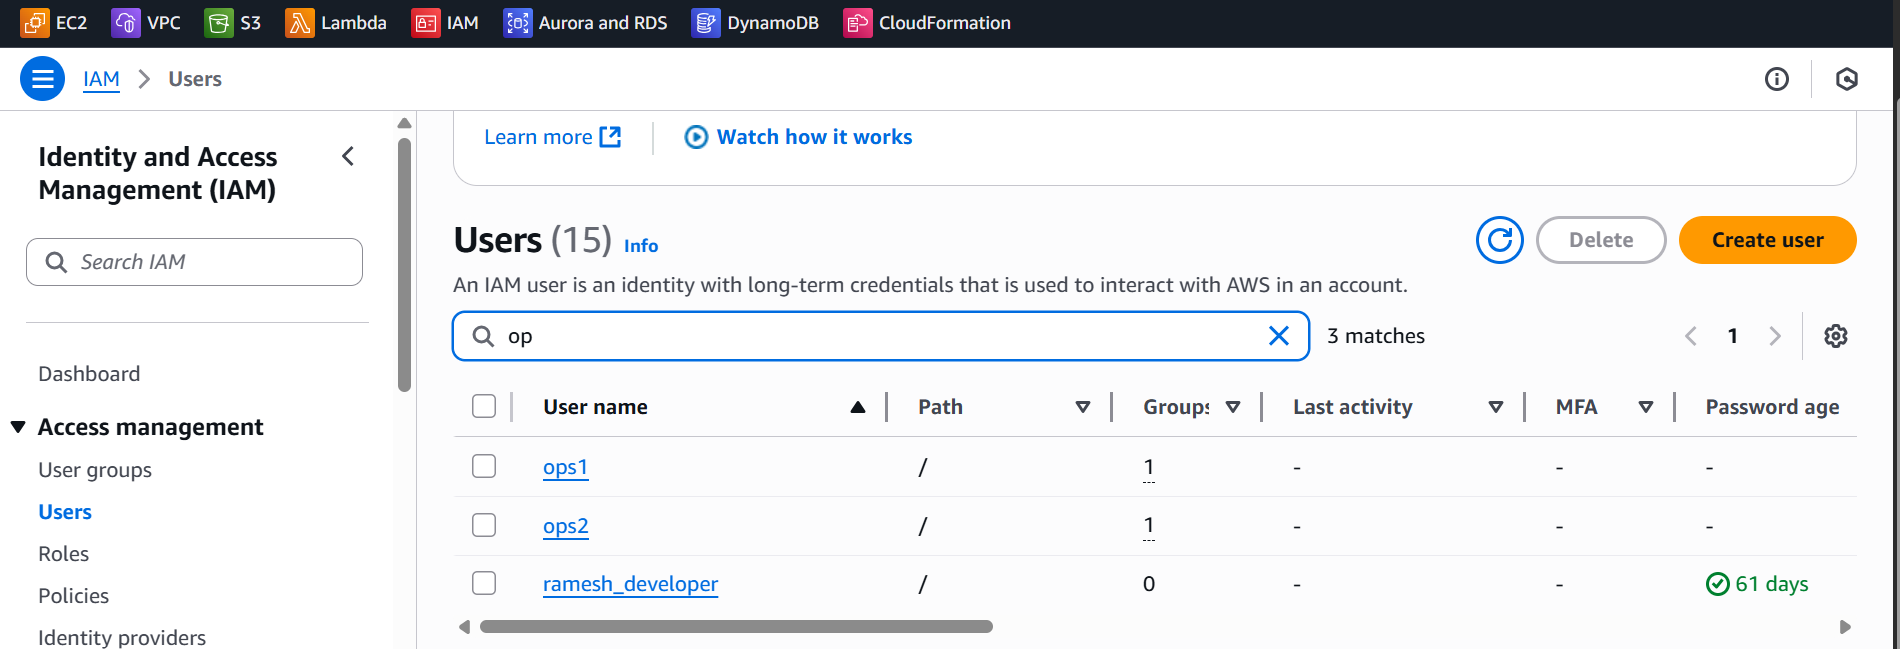 EC2 VPC S3 Lambda IAM Aurora and RDS DynamoDB CloudFormation
IAM > Users
Identity and Access
Management (IAM)
Search IAM
Dashboard
Access management
User groups
Users
Roles
Policies
Identity providers
Learn more Watch how it works
Users (15) Info
Delete Create user
An IAM user is an identity with long-term credentials that is used to interact with AWS in an account.
op 3 matches 1
User name Path Groups Last activity MFA Password age
ops1 / 1 - - -
ops2 / 1 - - -
ramesh_developer / 0 - - 61 days